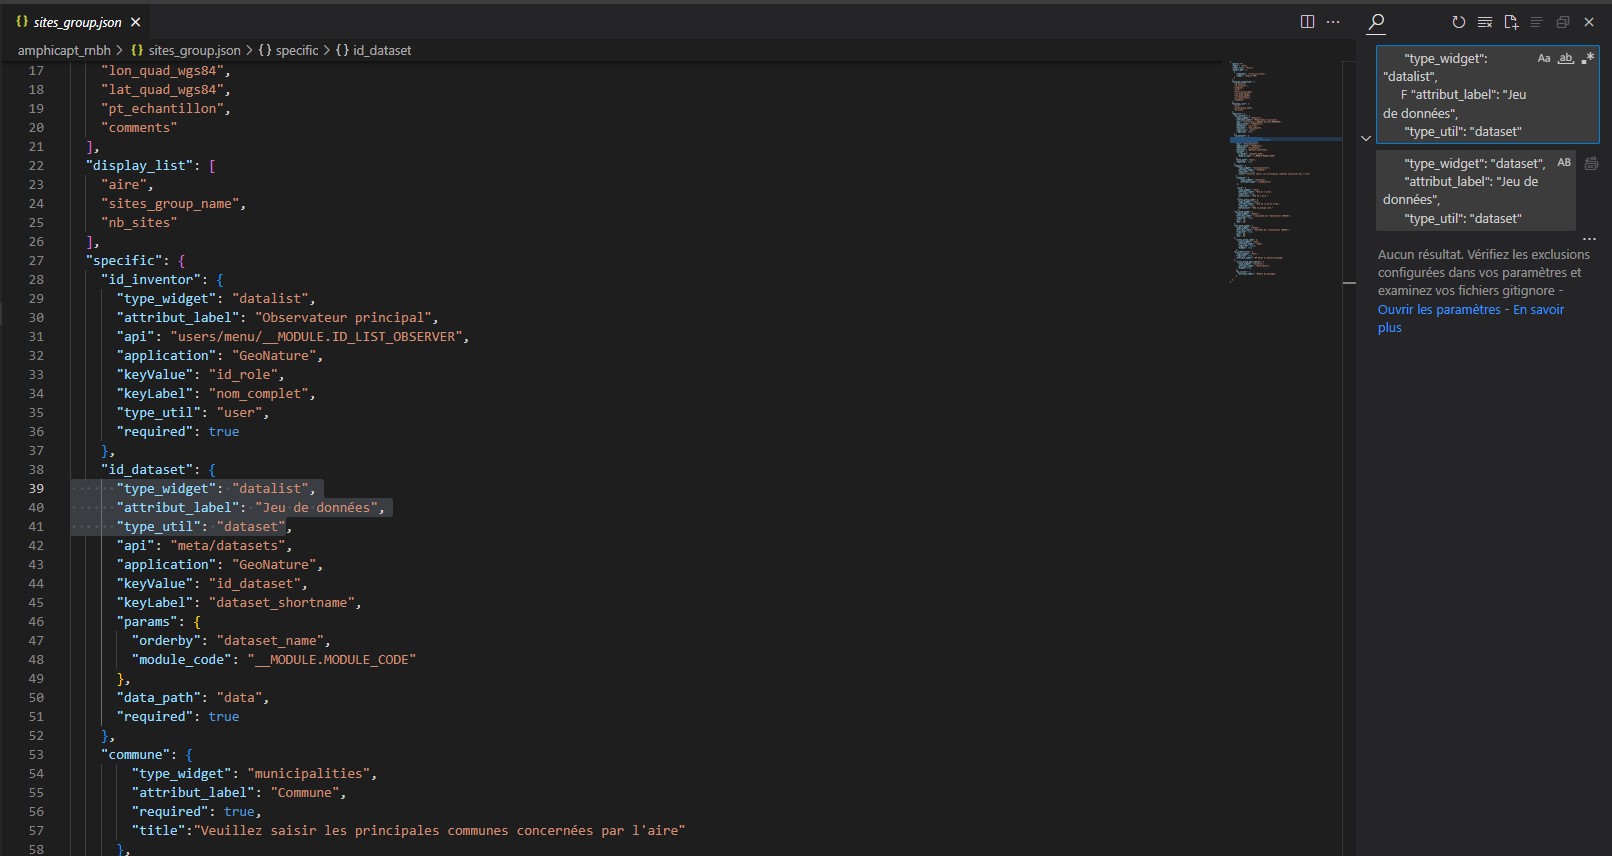 sites_group.json
amphicapt_rnbh > sites_group.json > {} specific > {} id_dataset
17 "lon_quad_wgs84",
18 "lat_quad_wgs84",
19 "pt_echantillon",
20 "comments"
21 ],
22 "display_list": [
23 "aire",
24 "sites_group_name",
25 "nb_sites"
26 ],
27 "specific": {
28 "id_inventor": {
29 "type_widget": "datalist",
30 "attribut_label": "Observateur principal",
31 "api": "users/menu/__MODULE.ID_LIST_OBSERVER",
32 "application": "GeoNature",
33 "keyValue": "id_role",
34 "keyLabel": "nom_complet",
35 "type_util": "user",
36 "required": true
37 },
38 "id_dataset": {
39 "type_widget": "datalist",
40 "attribut_label": "Jeu de données",
41 "type_util": "dataset",
42 "api": "meta/datasets",
43 "application": "GeoNature",
44 "keyValue": "id_dataset",
45 "keyLabel": "dataset_shortname",
46 "params": {
47 "orderby": "dataset_name",
48 "module_code": "__MODULE.MODULE_CODE"
49 },
50 "data_path": "data",
51 "required": true
52 },
53 "commune": {
54 "type_widget": "municipalities",
55 "attribut_label": "Commune",
56 "required": true,
57 "title":"Veuillez saisir les principales communes concernées par l'aire"
58 },
"type_widget": Aa ab .*
"datalist",
F "attribut_label": "Jeu
de données",
"type_util": "dataset"
"type_widget": "dataset", AB
"attribut_label": "Jeu de
données",
"type_util": "dataset"
Aucun résultat. Vérifiez les exclusions
configurées dans vos paramètres et
examinez vos fichiers gitignore -
Ouvrir les paramètres - En savoir
plus